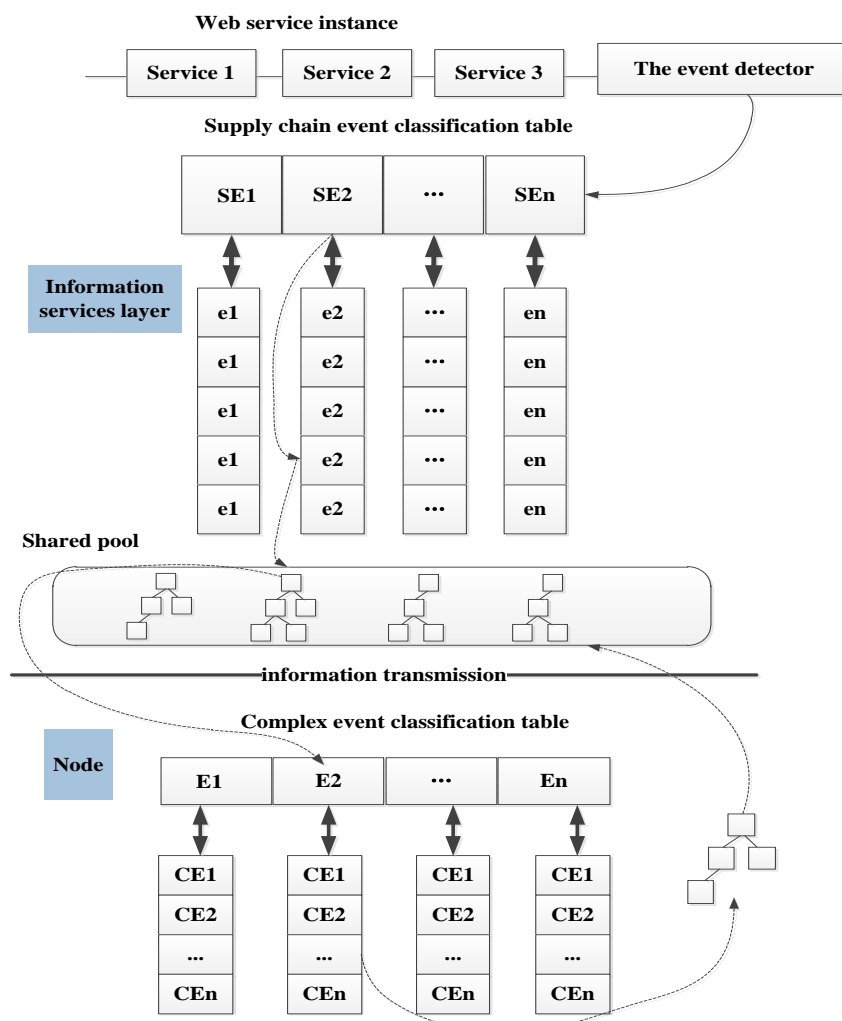 Web service instance
Service 1 Service 2 Service 3 The event detector
Supply chain event classification table
SE1 SE2 ... SEn
Information
services layer
e1 e2 ... en
e1 e2 ... en
e1 e2 ... en
e1 e2 ... en
e1 e2 ... en
Shared pool
information transmission
Complex event classification table
Node
E1 E2 ... En
CE1 CE1 CE1 CE1
CE2 CE2 CE2 CE2
... ... ... ...
CEn CEn CEn CEn